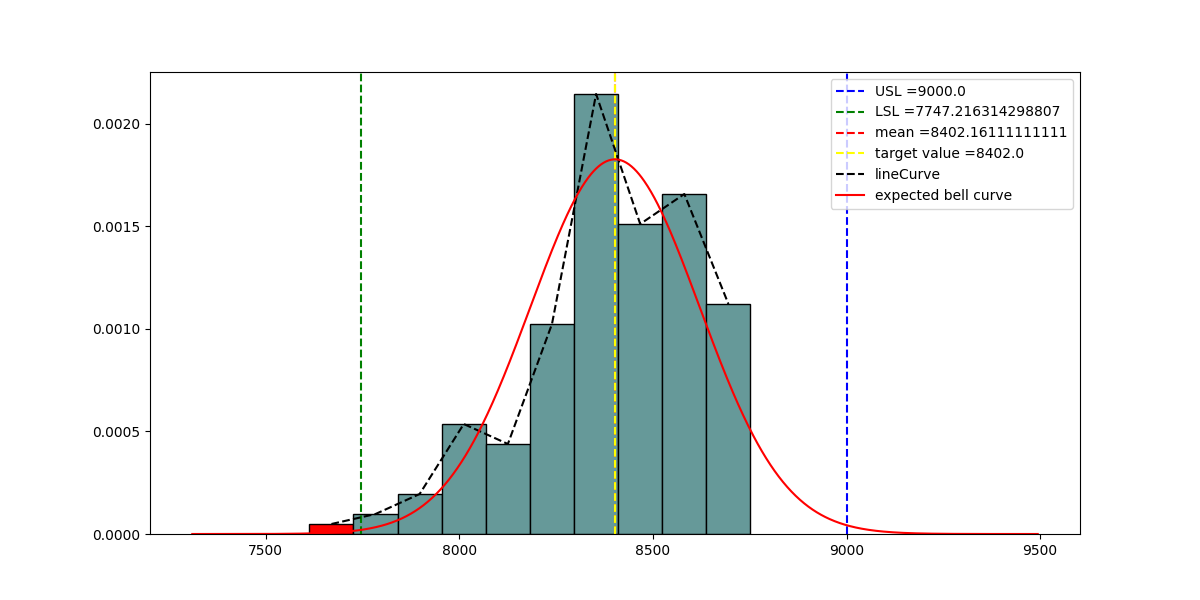 USL =9000.0
LSL =7747.216314298807
mean =8402.16111111111
target value =8402.0
lineCurve
expected bell curve
0.0020
0.0015
0.0010
0.0005
0.0000
7500 8000 8500 9000 9500